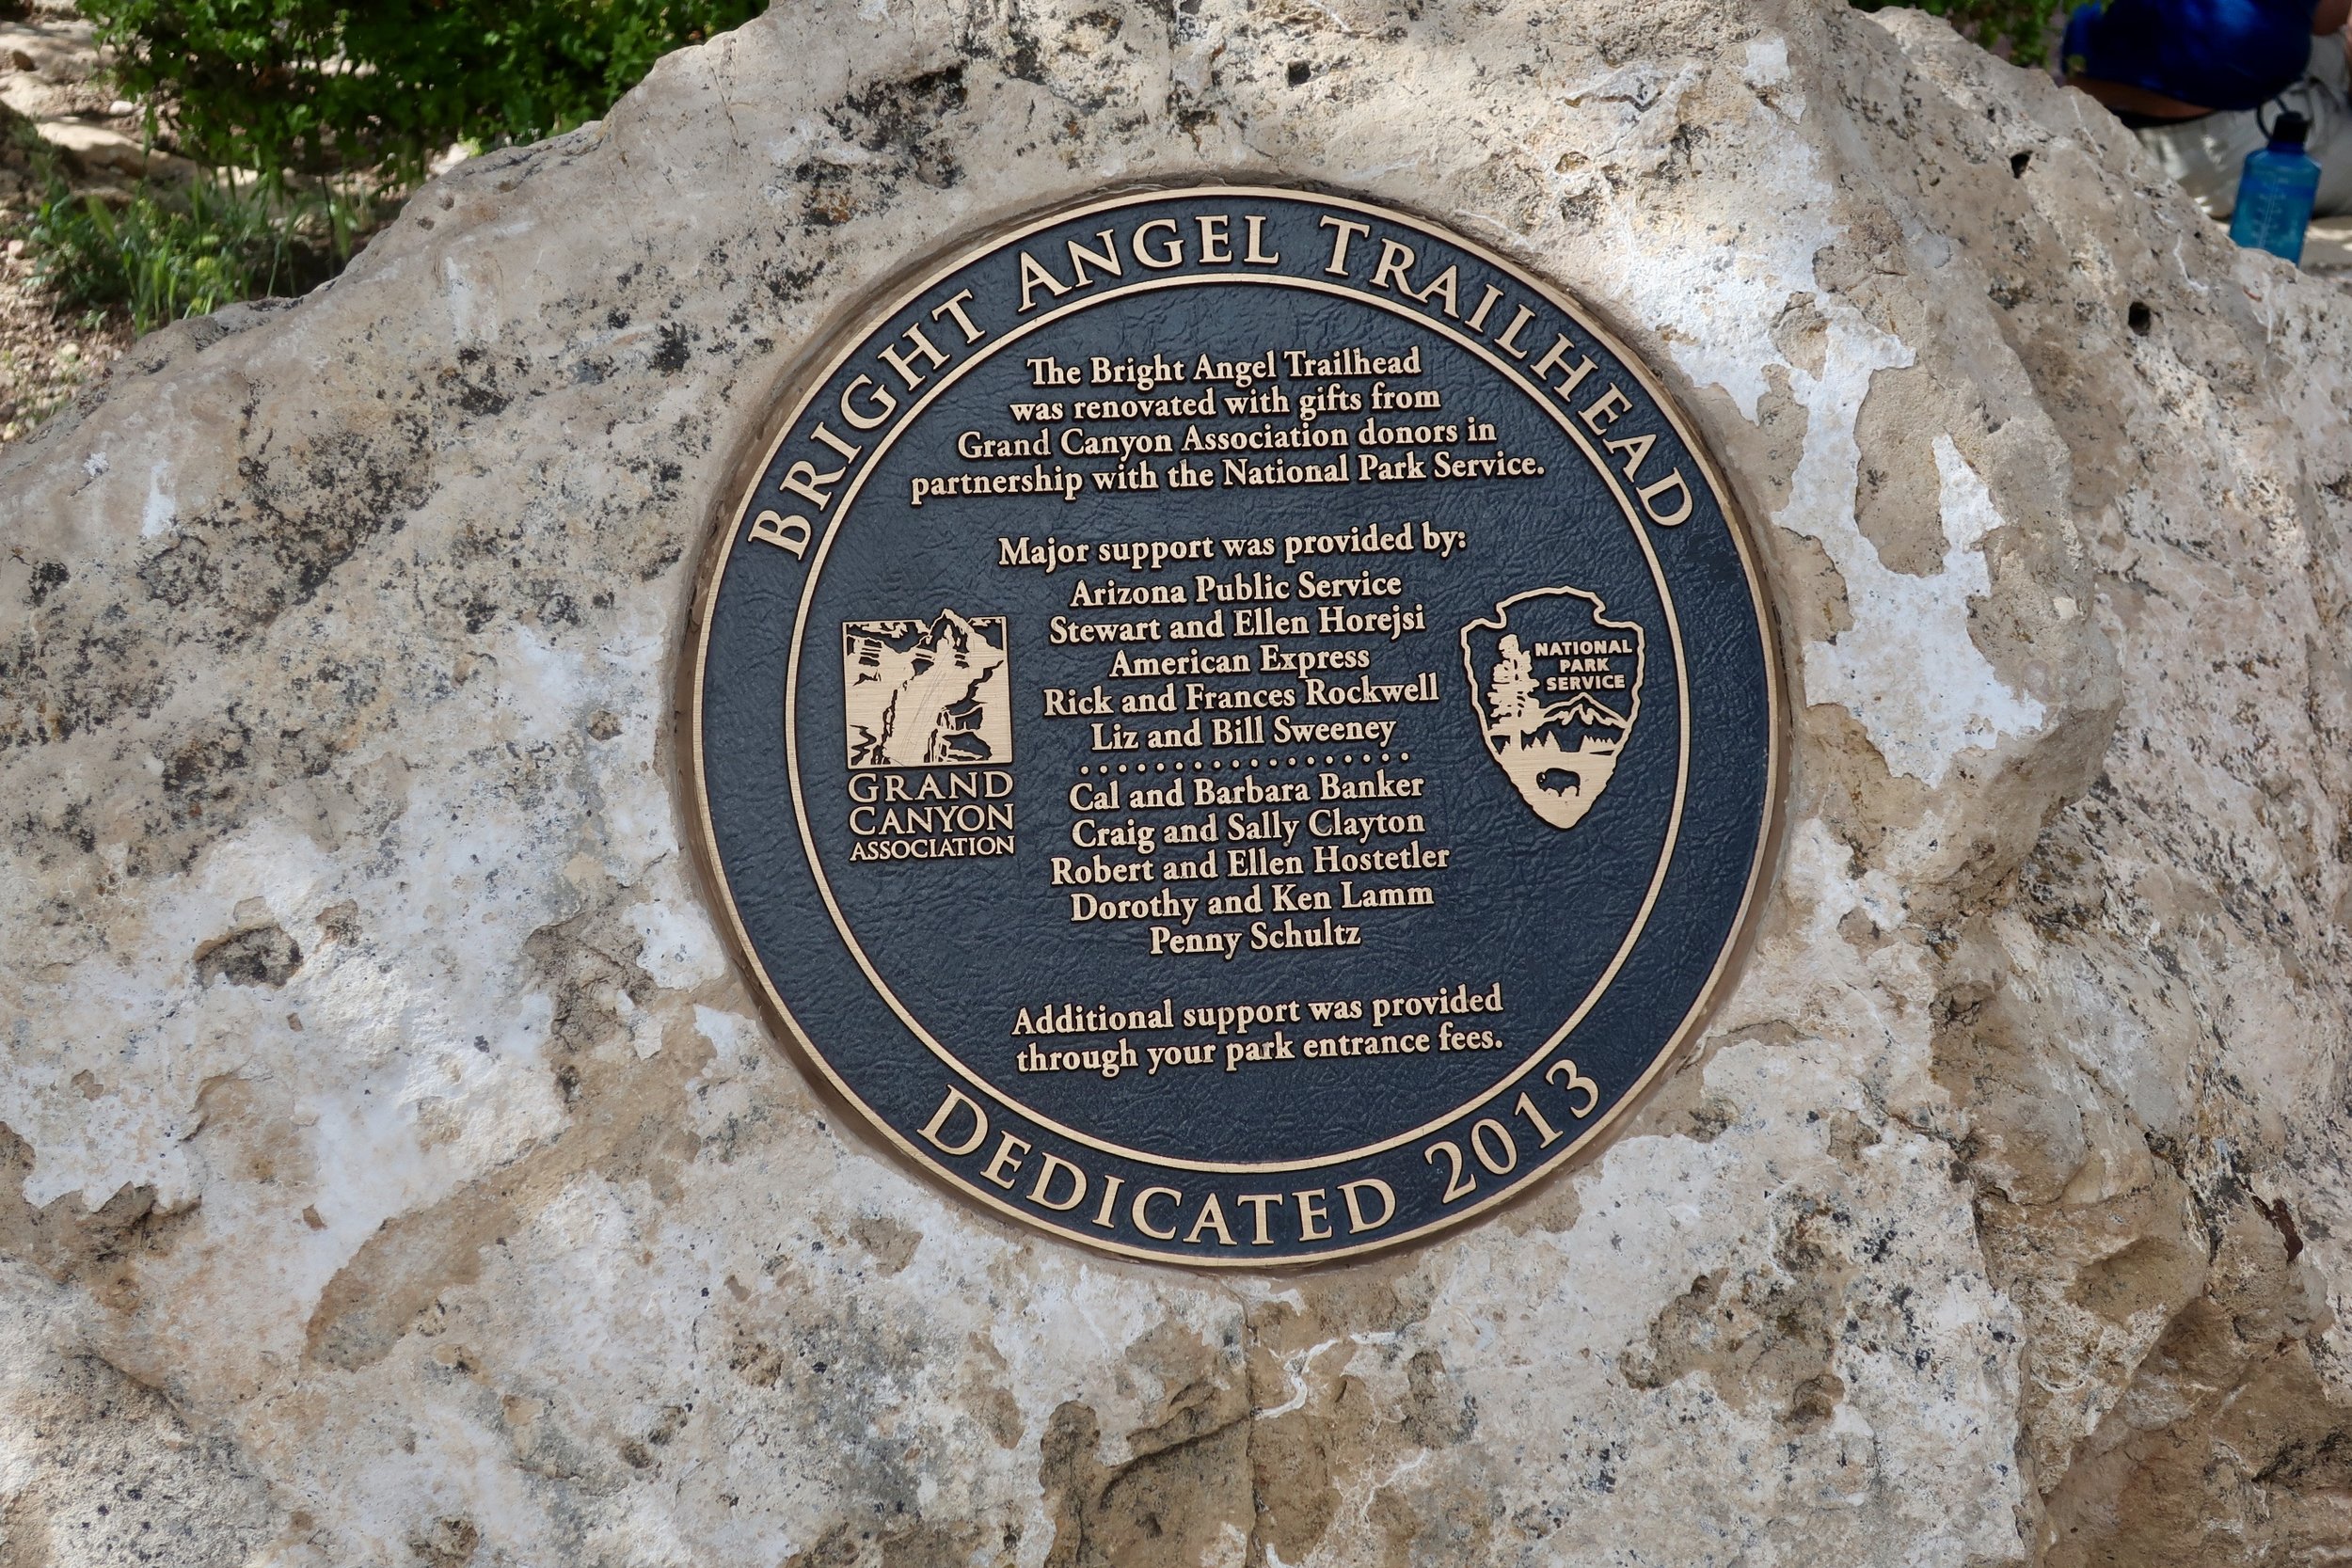 BRIGHT ANGEL TRAILHEAD
The Bright Angel Trailhead
was renovated with gifts from
Grand Canyon Association donors in
partnership with the National Park Service.
Major support was provided by:
Arizona Public Service
Stewart and Ellen Horejsi
American Express
Rick and Frances Rockwell
Liz and Bill Sweeney
Cal and Barbara Banker
Craig and Sally Clayton
Robert and Ellen Hostetler
Dorothy and Ken Lamm
Penny Schultz
GRAND
CANYON
ASSOCIATION
NATIONAL
PARK
SERVICE
Additional support was provided
through your park entrance fees.
DEDICATED 2013